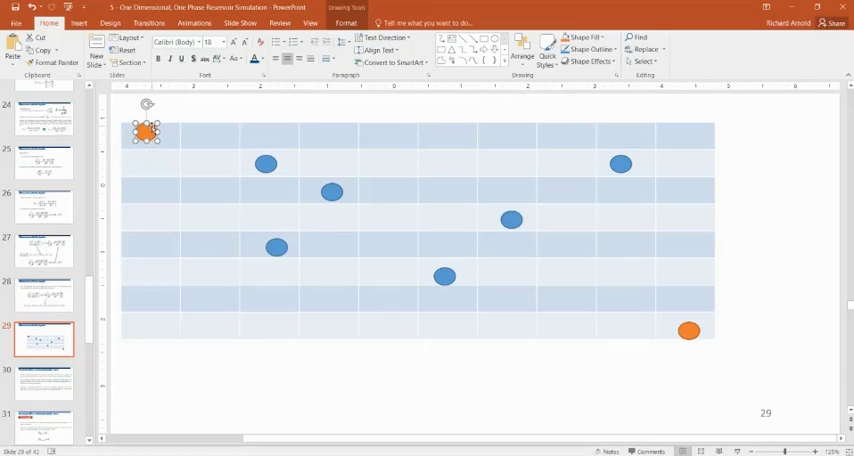 5 - One Dimensional, One Phase Reservoir Simulation - PowerPoint
Drawing Tools
File Home Insert Design Transitions Animations Slide Show Review View Format Tell me what you want to do...
Richard Arnold Share
Paste
Cut
Copy
Format Painter
Clipboard
New Slide
Layout
Reset
Section
Slides
Calibri (Body) 18
B I U S abc AV Aa A
Font
Text Direction
Align Text
Convert to SmartArt
Paragraph
Arrange
Quick Styles
Shape Fill
Shape Outline
Shape Effects
Drawing
Find
Replace
Select
Editing
24
25
26
27
28
29
30
31
29
Slide 29 of 42
Notes
Comments
125%